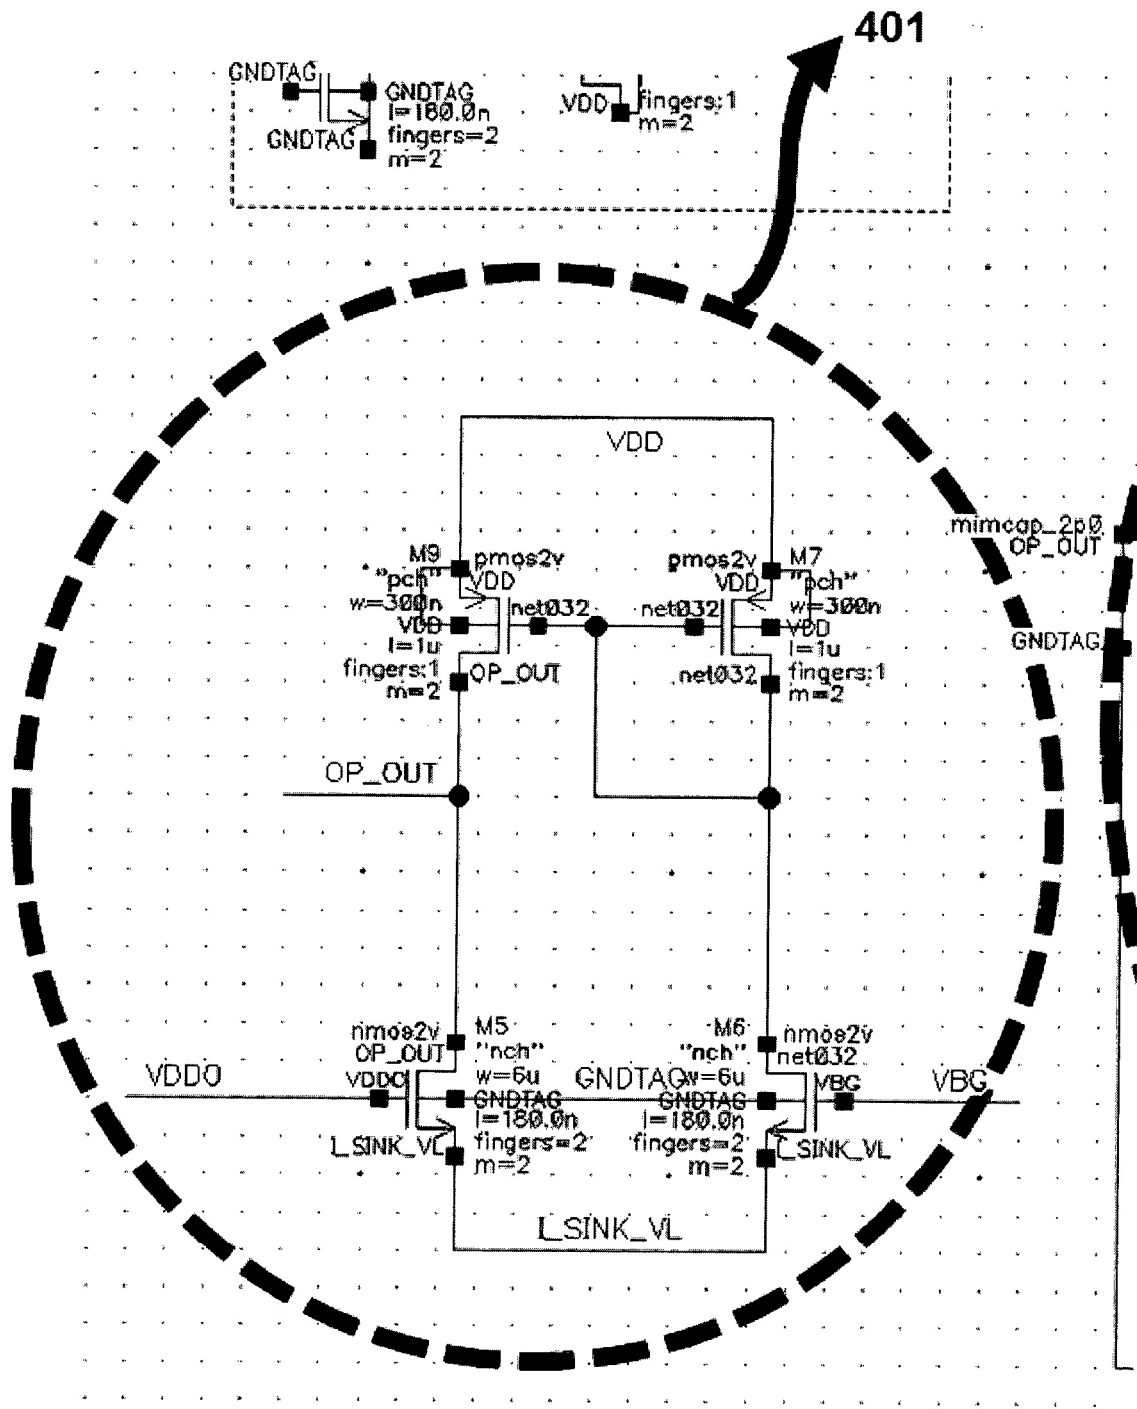 401
GNDTAG
GNDTAG
l=180.0n
GNDTAG
fingers=2
m=2
VDD
fingers:1
m=2
VDD
mimcap_2p0
OP_OUT
GNDTAG
M9
pmos2v
"pch"
VDD
w=300n
net032
VDD
l=1u
fingers:1
OP_OUT
m=2
pmos2v
M7
VDD
"pch"
net032
w=300n
VDD
l=1u
net032
fingers:1
m=2
OP_OUT
nmos2v
M5
OP_OUT
"nch"
w=6u
VDDO
VDDO
GNDTAG
GNDTAG
l=180.0n
I_SINK_VL
fingers=2
m=2
M6
nmos2v
"nch"
net032
w=6u
VBG
VBG
GNDTAG
l=180.0n
fingers=2
I_SINK_VL
m=2
I_SINK_VL